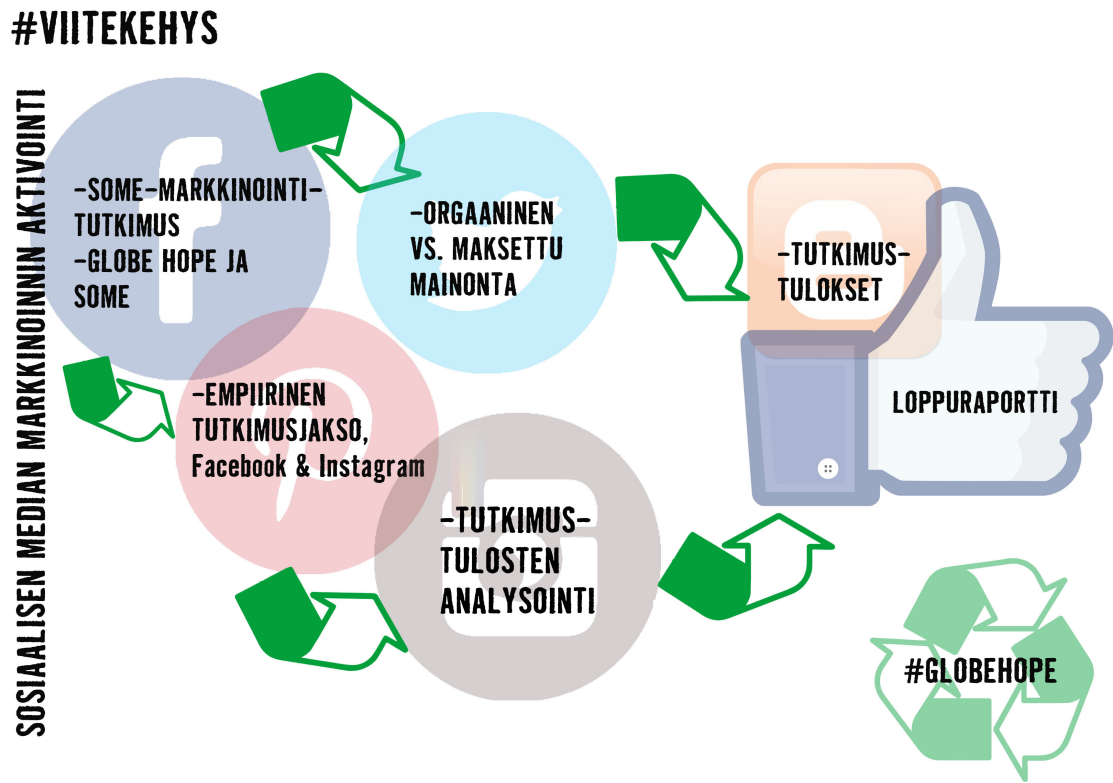 #VIITEKEHYS
SOSIAALISEN MEDIAN MARKKINOINNIN AKTIVOINTI
-SOME-MARKKINOINTI-
TUTKIMUS
-GLOBE HOPE JA
SOME
-ORGAANINEN
VS. MAKSETTU
MAINONTA
-TUTKIMUS-
TULOKSET
-EMPIIRINEN
TUTKIMUSJAKSO,
Facebook & Instagram
-TUTKIMUS-
TULOSTEN
ANALYSOINTI
LOPPURAPORTTI
#GLOBEHOPE